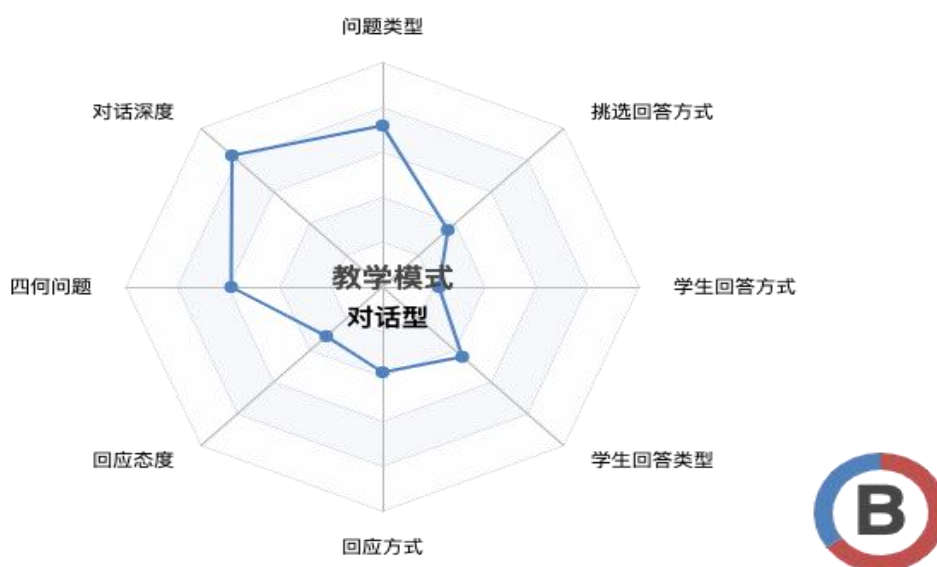 问题类型
对话深度
挑选回答方式
教学模式
四何问题
学生回答方式
对话型
回应态度
学生回答类型
B
回应方式